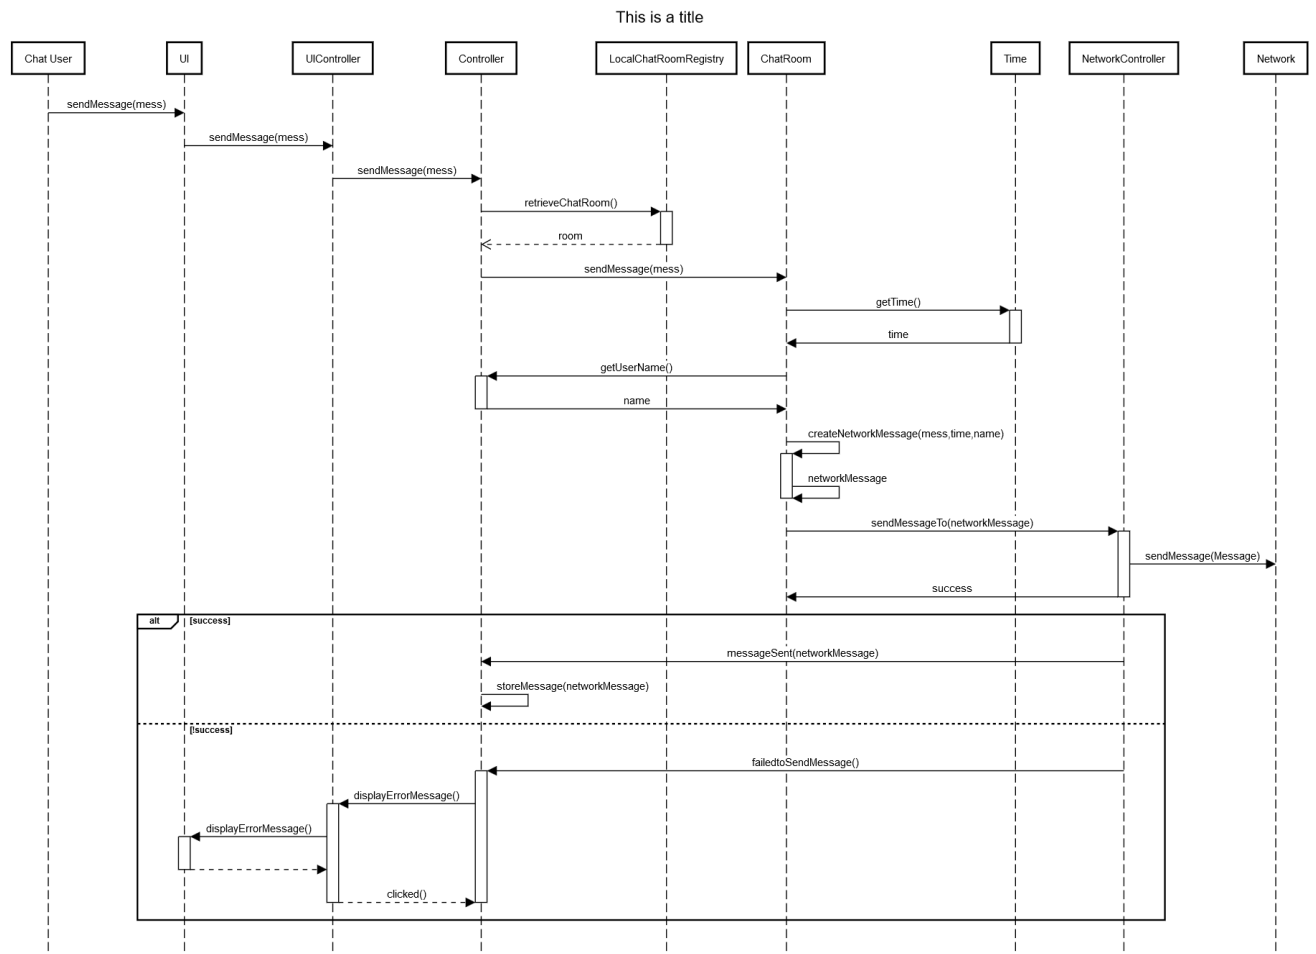 This is a title
Chat User
UI
UIController
Controller
LocalChatRoomRegistry
ChatRoom
Time
NetworkController
Network
sendMessage(mess)
sendMessage(mess)
sendMessage(mess)
retrieveChatRoom()
room
sendMessage(mess)
getTime()
time
getUserName()
name
createNetworkMessage(mess,time,name)
networkMessage
sendMessageTo(networkMessage)
sendMessage(Message)
success
alt [success]
messageSent(networkMessage)
storeMessage(networkMessage)
[!success]
failedtoSendMessage()
displayErrorMessage()
displayErrorMessage()
clicked()